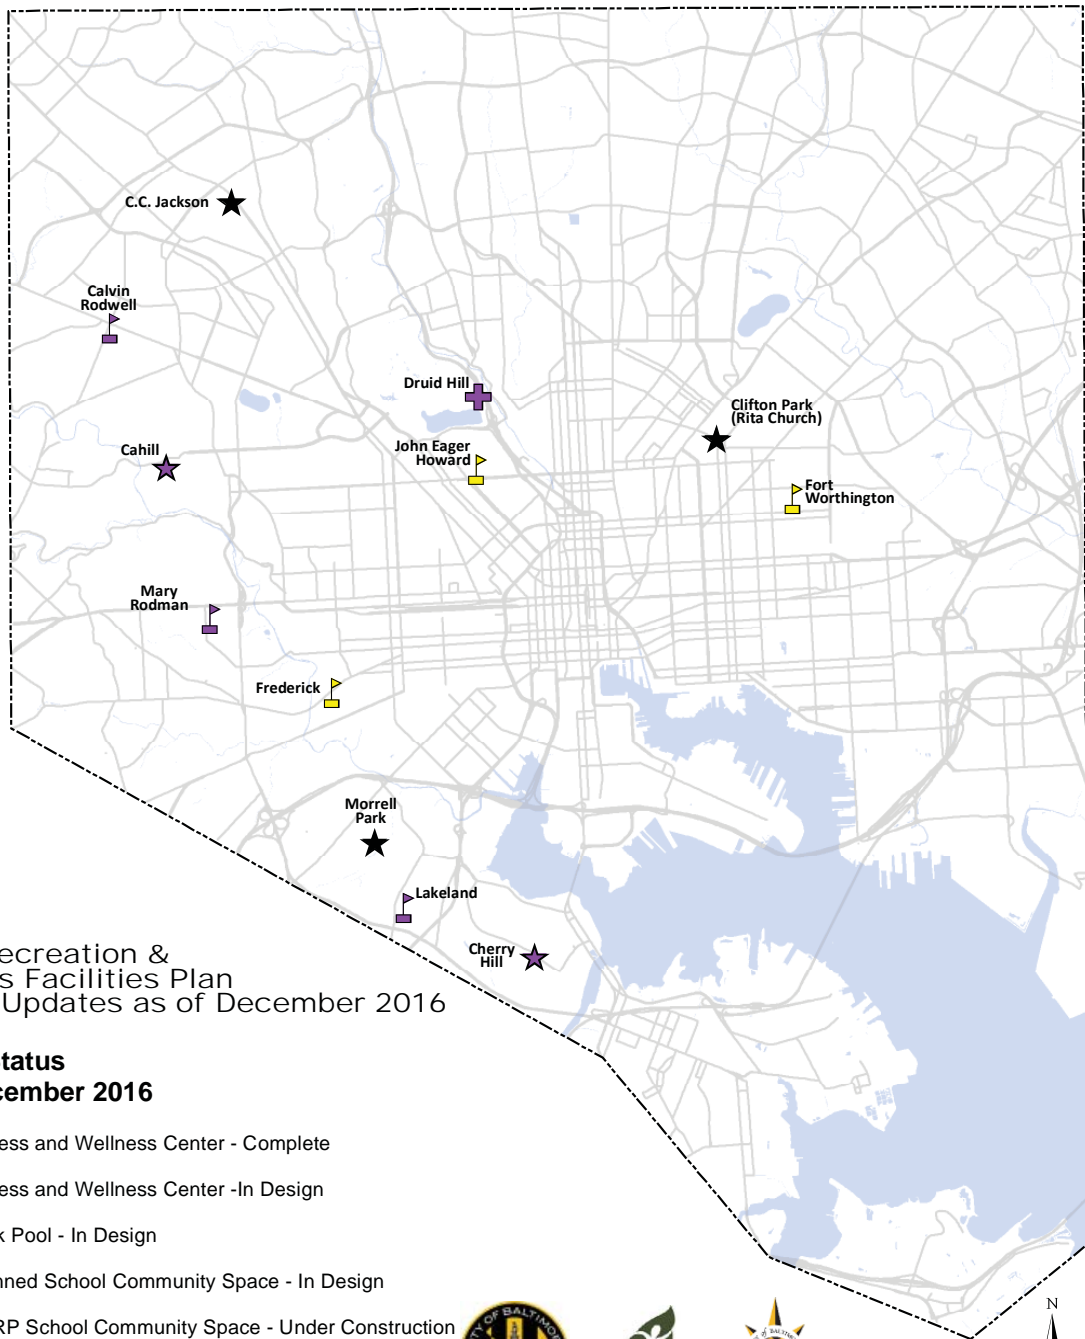 C.C. Jackson
Calvin
Rodwell
Druid Hill
Clifton Park
(Rita Church)
John Eager
Howard
Cahill
Fort
Worthington
Mary
Rodman
Frederick
Morrell
Park
Lakeland
Cherry
Hill
ecreation &
s Facilities Plan
Updates as of December 2016
tatus
cember 2016
ess and Wellness Center - Complete
ess and Wellness Center -In Design
k Pool - In Design
nned School Community Space - In Design
RP School Community Space - Under Construction
N